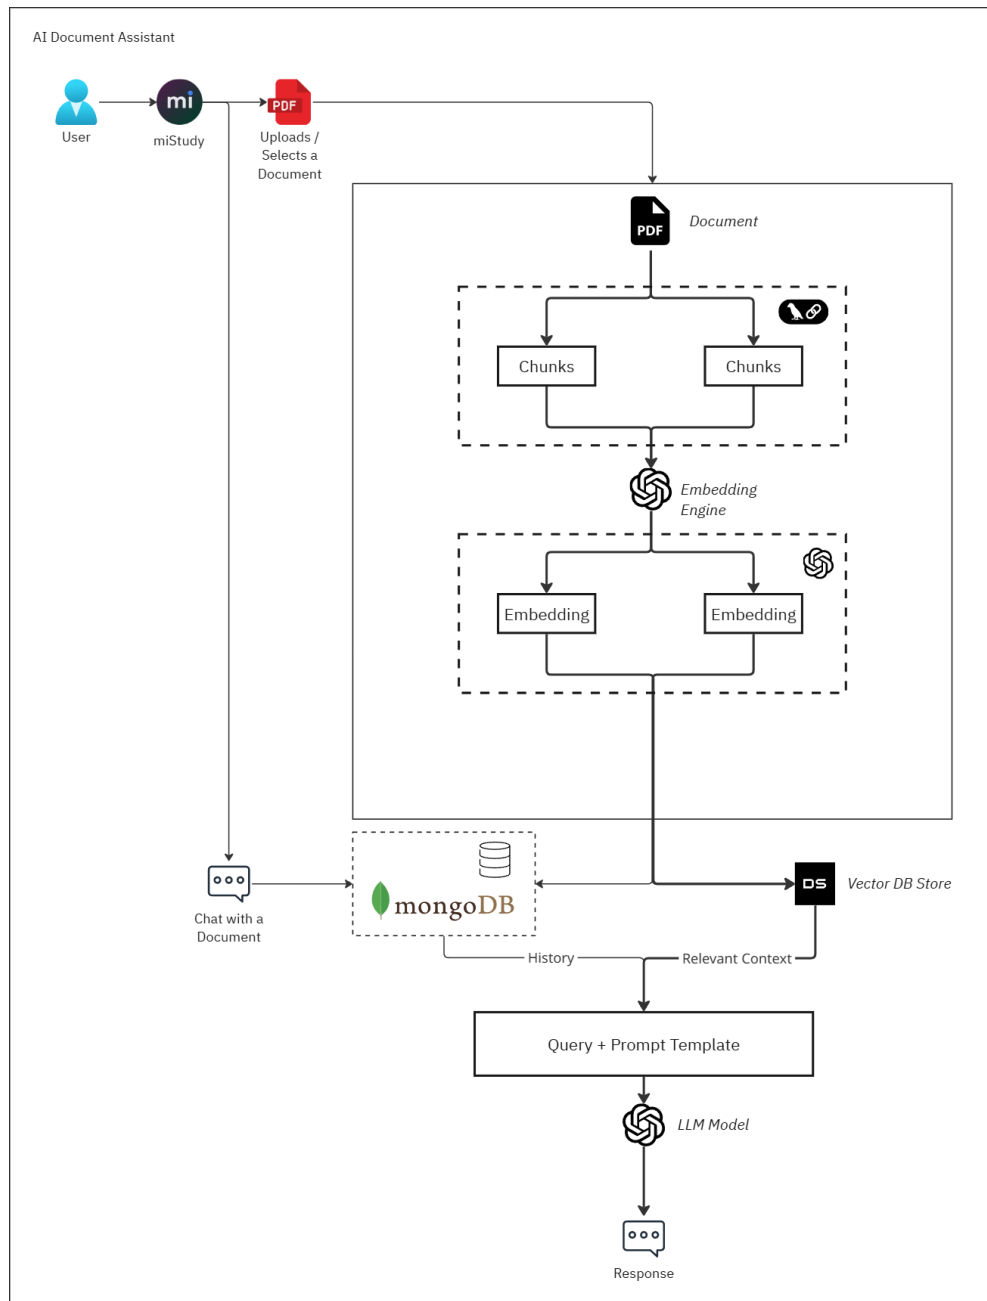 AI Document Assistant
mi
PDF
User
miStudy
Uploads /
Selects a
Document
PDF
Document
Chunks
Chunks
Embedding
Engine
Embedding
Embedding
mongoDB
DS
Vector DB Store
Chat with a
Document
History
Relevant Context
Query + Prompt Template
LLM Model
Response